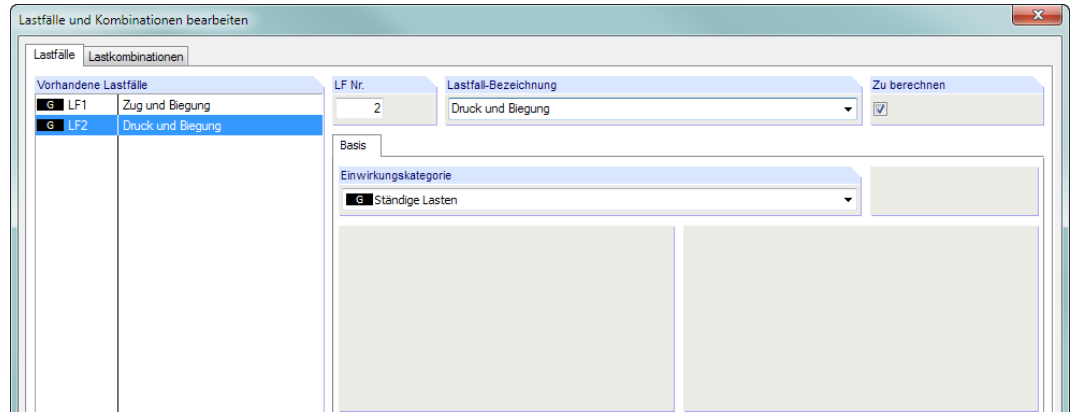 Lastfälle und Kombinationen bearbeiten
x
Lastfälle Lastkombinationen
Vorhandene Lastfälle
G LF1 Zug und Biegung
G LF2 Druck und Biegung
LF Nr.
2
Lastfall-Bezeichnung
Druck und Biegung
Zu berechnen
Basis
Einwirkungskategorie
G Ständige Lasten